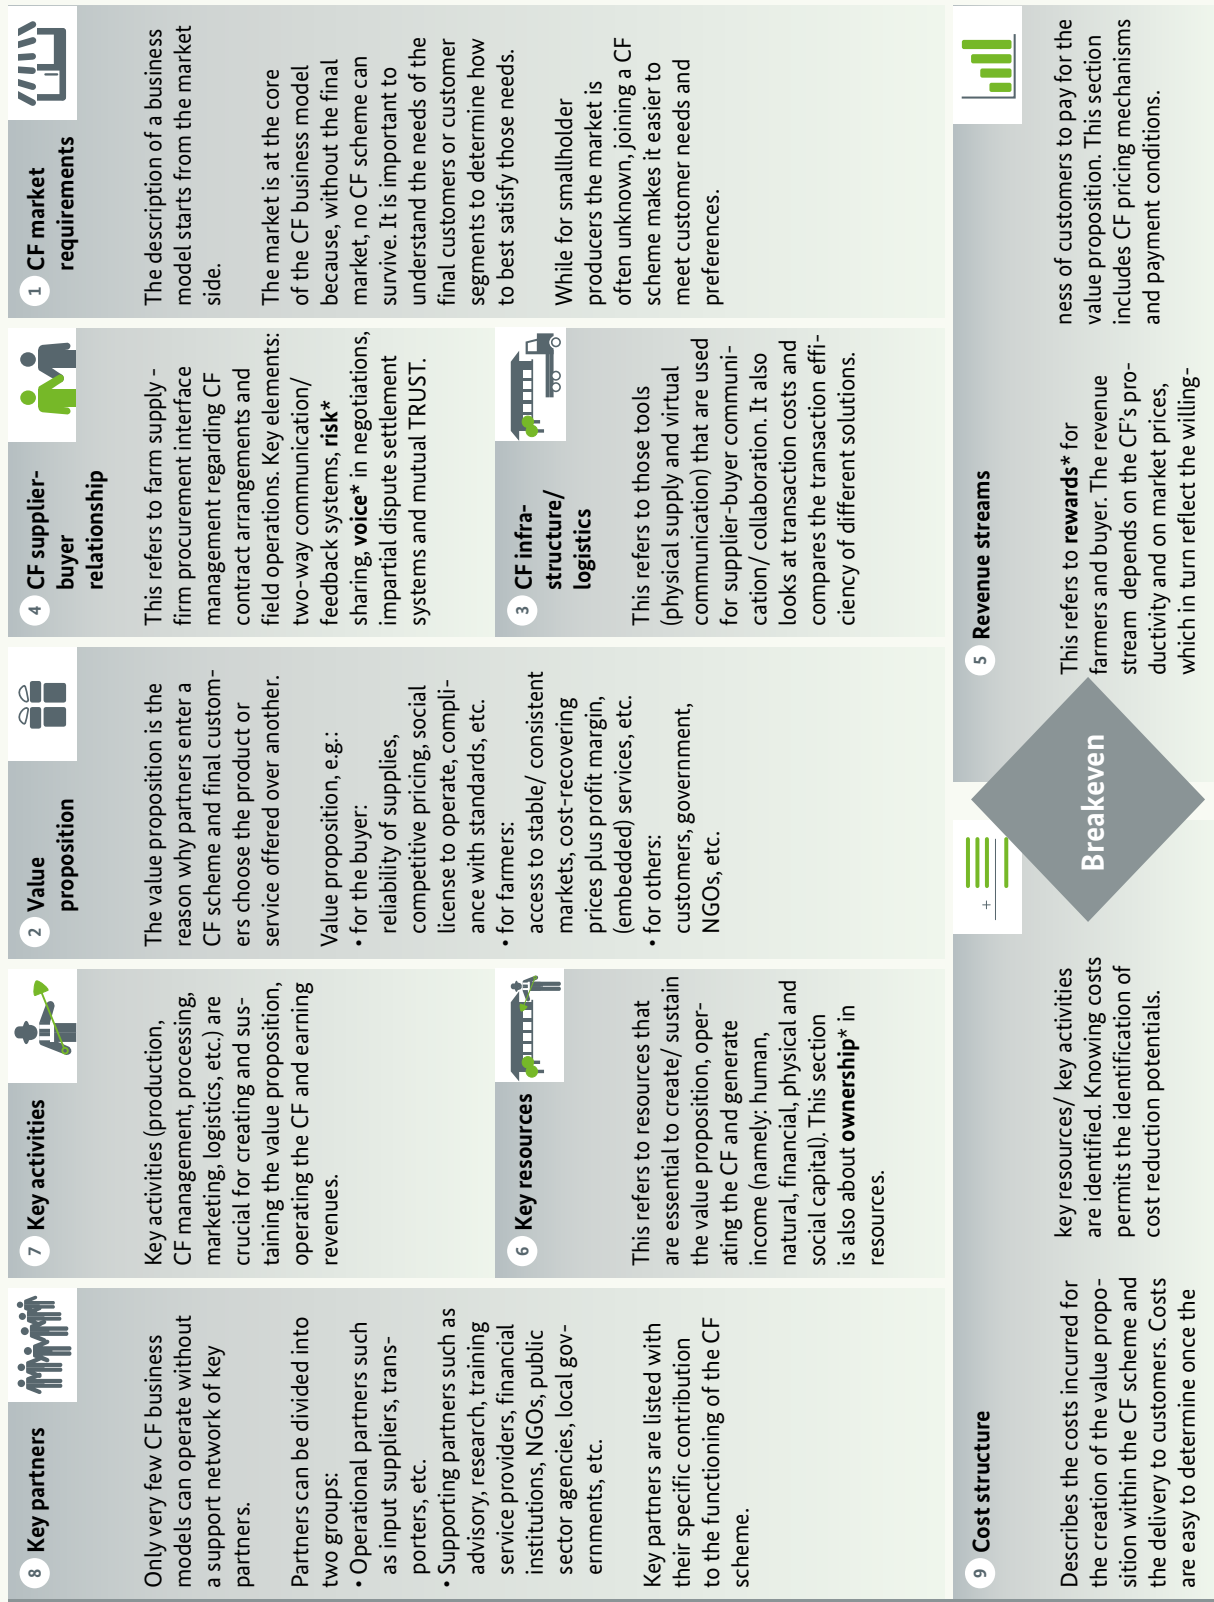 8 Key partners
Only very few CF business
models can operate without
a support network of key
partners.
Partners can be divided into
two groups:
• Operational partners such
as input suppliers, trans-
porters, etc.
• Supporting partners such as
advisory, research, training
service providers, financial
institutions, NGOs, public
sector agencies, local gov-
ernments, etc.
Key partners are listed with
their specific contribution
to the functioning of the CF
scheme.
7 Key activities
Key activities (production,
CF management, processing,
marketing, logistics, etc.) are
crucial for creating and sus-
taining the value proposition,
operating the CF and earning
revenues.
6 Key resources
This refers to resources that
are essential to create/ sustain
the value proposition, oper-
ating the CF and generate
income (namely: human,
natural, financial, physical and
social capital). This section
is also about ownership* in
resources.
2 Value
proposition
The value proposition is the
reason why partners enter a
CF scheme and final custom-
ers choose the product or
service offered over another.
Value proposition, e.g.:
• for the buyer:
reliability of supplies,
competitive pricing, social
license to operate, compli-
ance with standards, etc.
• for farmers:
access to stable/ consistent
markets, cost-recovering
prices plus profit margin,
(embedded) services, etc.
• for others:
customers, government,
NGOs, etc.
4 CF supplier-
buyer
relationship
This refers to farm supply -
firm procurement interface
management regarding CF
contract arrangements and
field operations. Key elements:
two-way communication/
feedback systems, risk*
sharing, voice* in negotiations,
impartial dispute settlement
systems and mutual TRUST.
3 CF infra-
structure/
logistics
This refers to those tools
(physical supply and virtual
communication) that are used
for supplier-buyer communi-
cation/ collaboration. It also
looks at transaction costs and
compares the transaction effi-
ciency of different solutions.
1 CF market
requirements
The description of a business
model starts from the market
side.
The market is at the core
of the CF business model
because, without the final
market, no CF scheme can
survive. It is important to
understand the needs of the
final customers or customer
segments to determine how
to best satisfy those needs.
While for smallholder
producers the market is
often unknown, joining a CF
scheme makes it easier to
meet customer needs and
preferences.
9 Cost structure
Describes the costs incurred for
the creation of the value propo-
sition within the CF scheme and
the delivery to customers. Costs
are easy to determine once the
key resources/ key activities
are identified. Knowing costs
permits the identification of
cost reduction potentials.
+
Breakeven
5 Revenue streams
This refers to rewards* for
farmers and buyer. The revenue
stream depends on the CF's pro-
ductivity and on market prices,
which in turn reflect the willing-
ness of customers to pay for the
value proposition. This section
includes CF pricing mechanisms
and payment conditions.